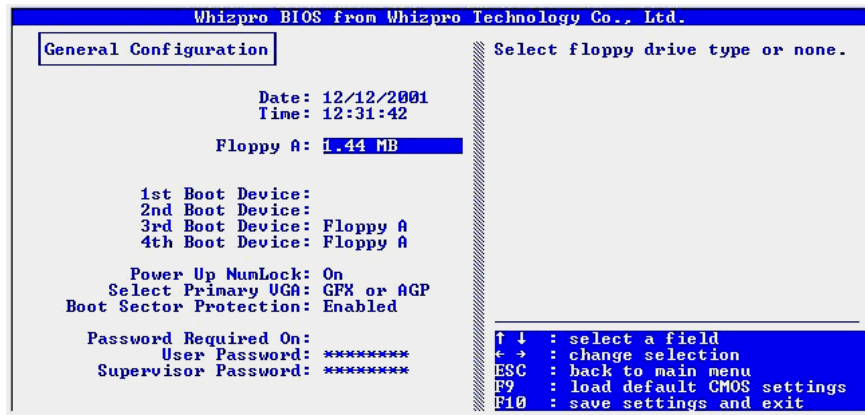 Whizpro BIOS from Whizpro Technology Co., Ltd.
General Configuration
Date: 12/12/2001
Time: 12:31:42
Floppy A: 1.44 MB
1st Boot Device:
2nd Boot Device:
3rd Boot Device: Floppy A
4th Boot Device: Floppy A
Power Up NumLock: On
Select Primary VGA: GFX or AGP
Boot Sector Protection: Enabled
Password Required On:
User Password: ********
Supervisor Password: ********
Select floppy drive type or none.
↑ ↓ : select a field
← → : change selection
ESC : back to main menu
F9 : load default CMOS settings
F10 : save settings and exit